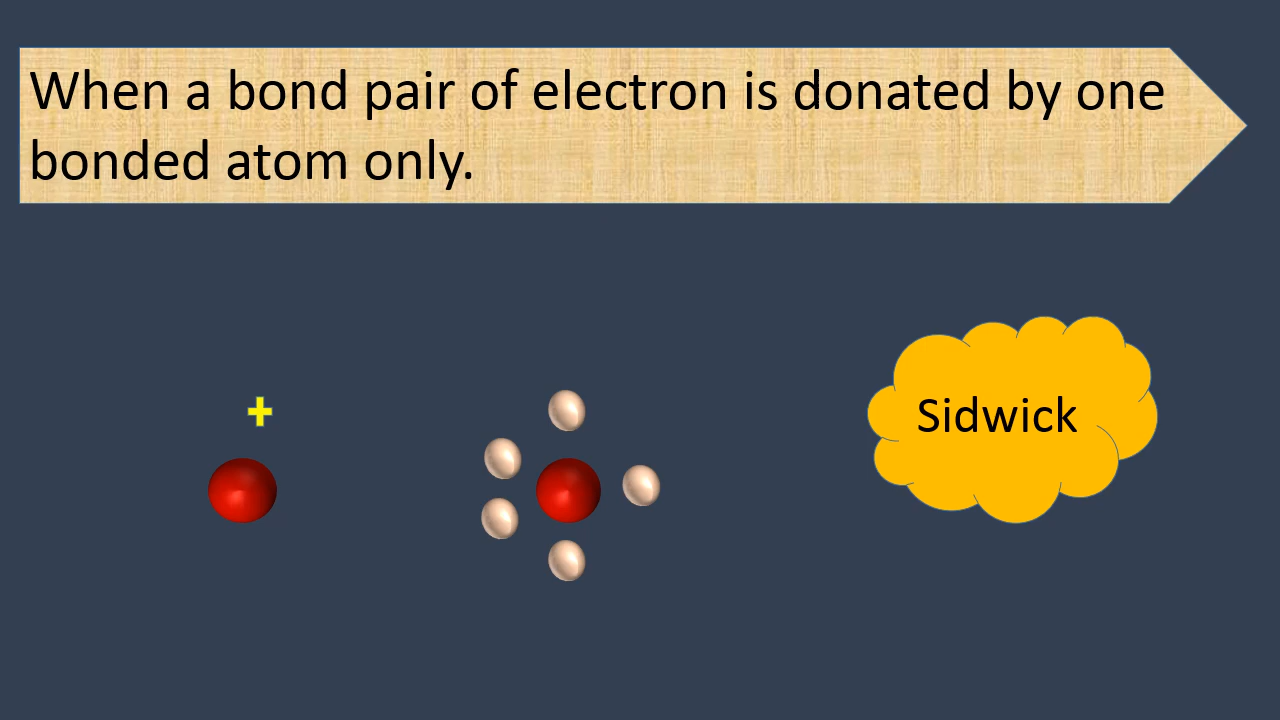 When a bond pair of electron is donated by one
bonded atom only.
Sidwick
+